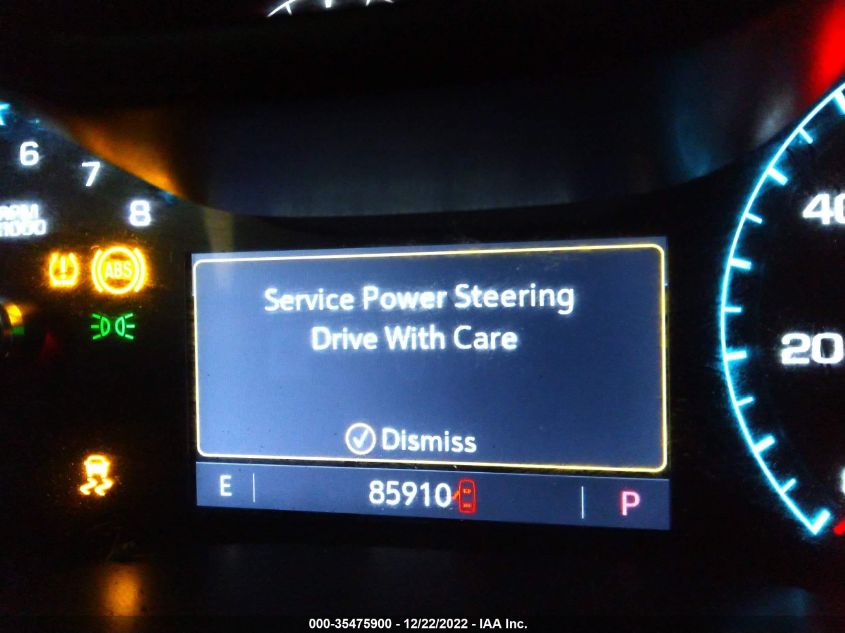 6
7
8
RPM
ABS
40
Service Power Steering
Drive With Care
20
Dismiss
E
85910
P
000-35475900 - 12/22/2022 - IAA Inc.